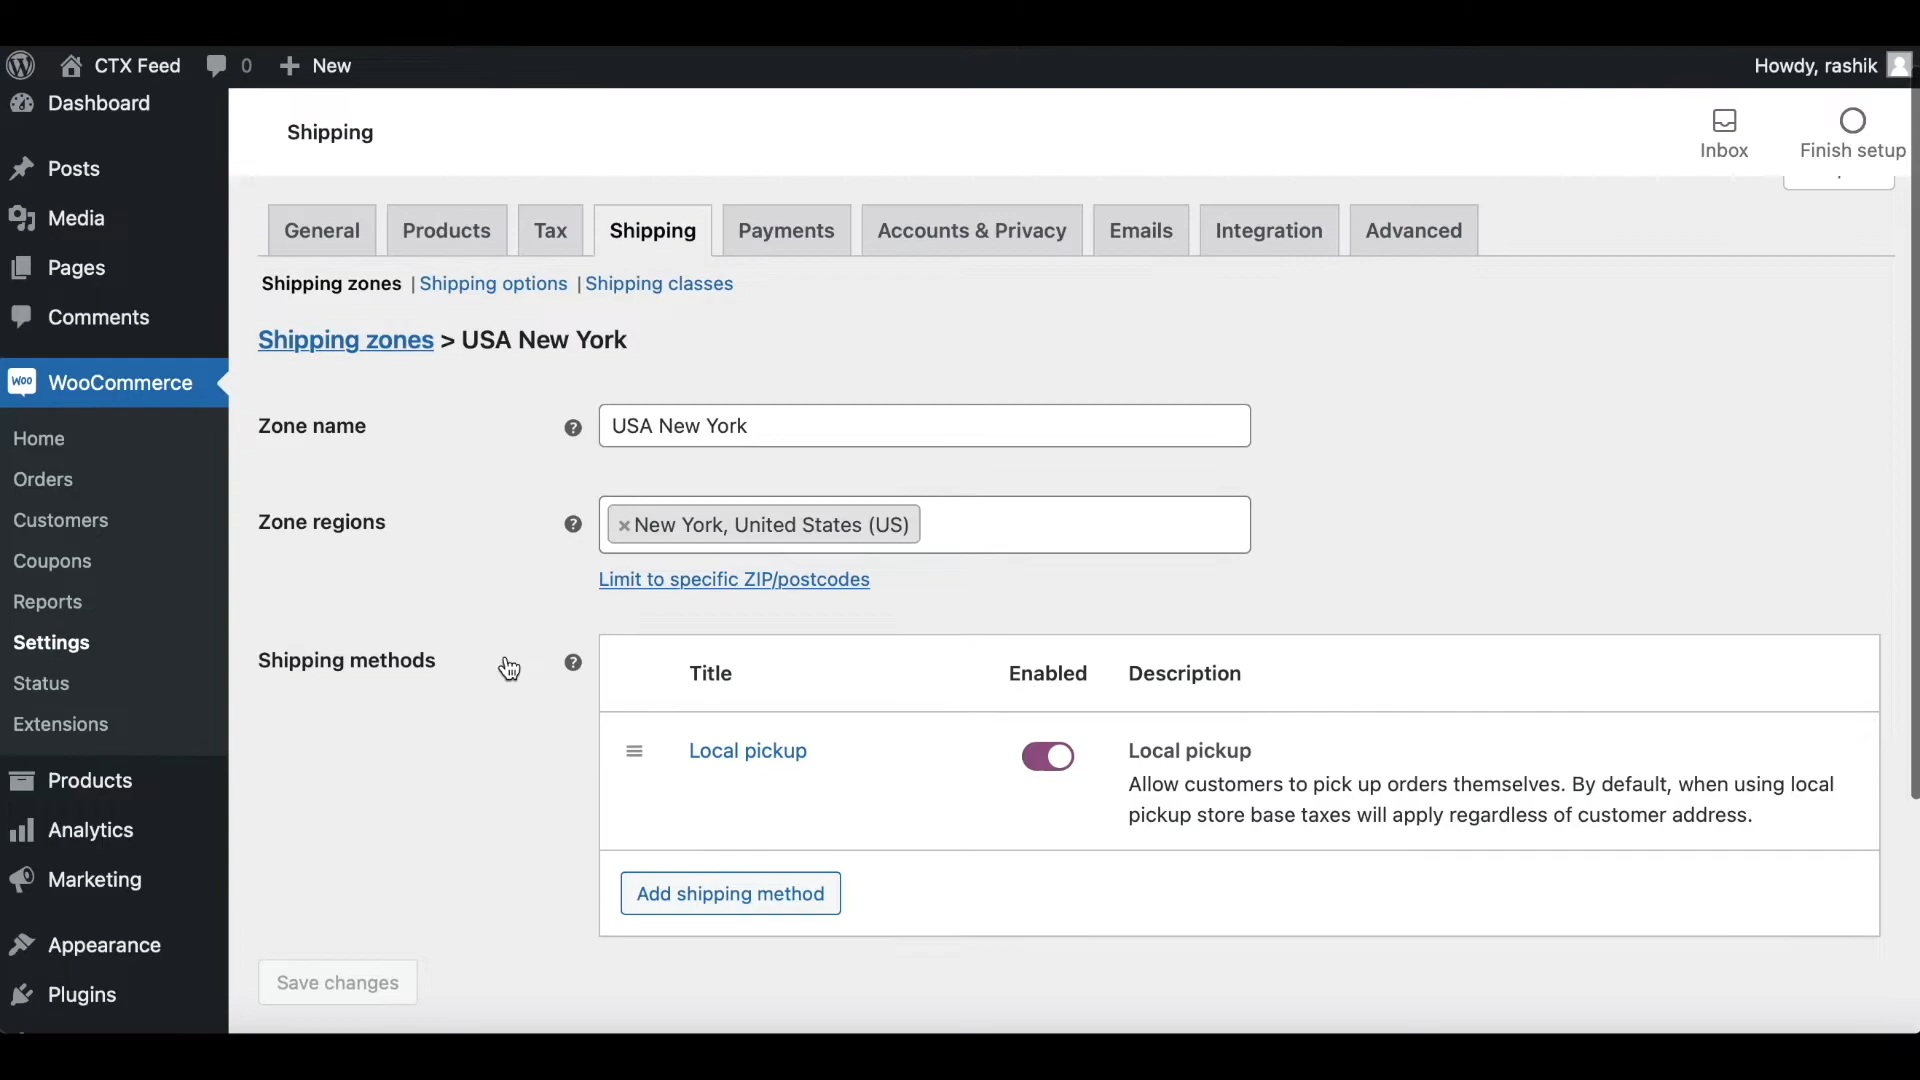 CTX Feed 0 New Howdy, rashik
Dashboard
Posts
Media
Pages
Comments
WOO WooCommerce
Home
Orders
Customers
Coupons
Reports
Settings
Status
Extensions
Products
Analytics
Marketing
Appearance
Plugins
Shipping
Inbox
Finish setup
General Products Tax Shipping Payments Accounts & Privacy Emails Integration Advanced
Shipping zones | Shipping options | Shipping classes
Shipping zones > USA New York
Zone name ? USA New York
Zone regions ? × New York, United States (US)
Limit to specific ZIP/postcodes
Shipping methods ?
Title Enabled Description
Local pickup Local pickup
Allow customers to pick up orders themselves. By default, when using local
pickup store base taxes will apply regardless of customer address.
Add shipping method
Save changes